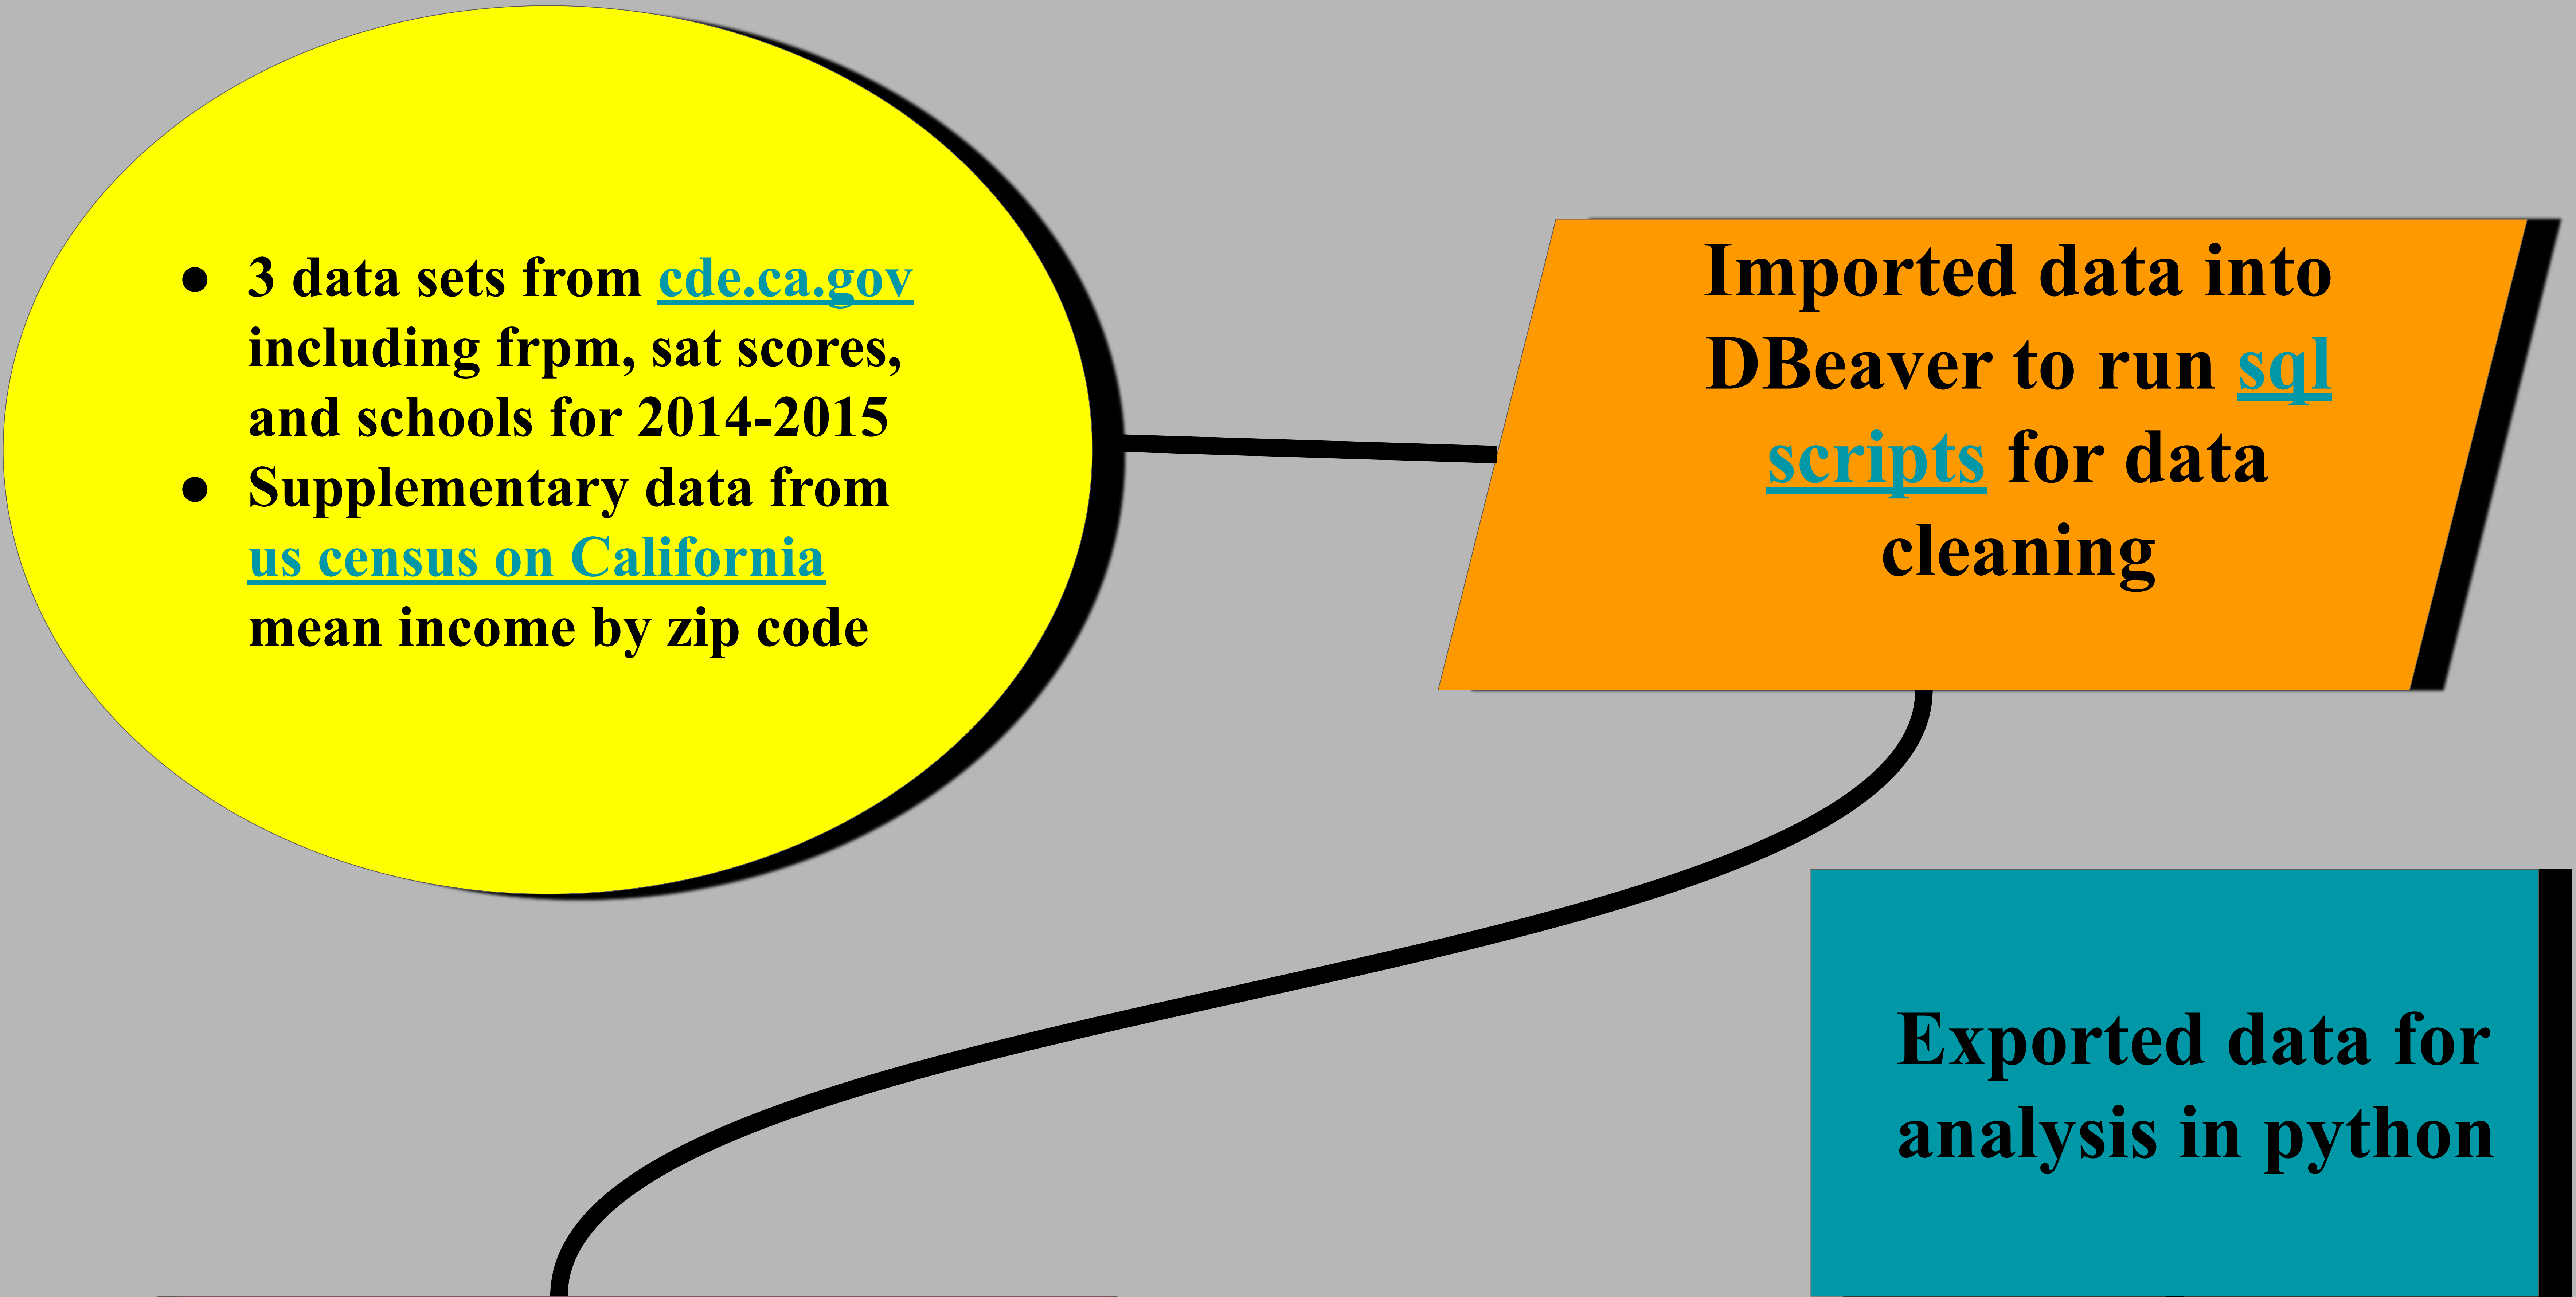 ● 3 data sets from cde.ca.gov
including frpm, sat scores,
and schools for 2014-2015
● Supplementary data from
us census on California
mean income by zip code
Imported data into
DBeaver to run sql
scripts for data
cleaning
Exported data for
analysis in python